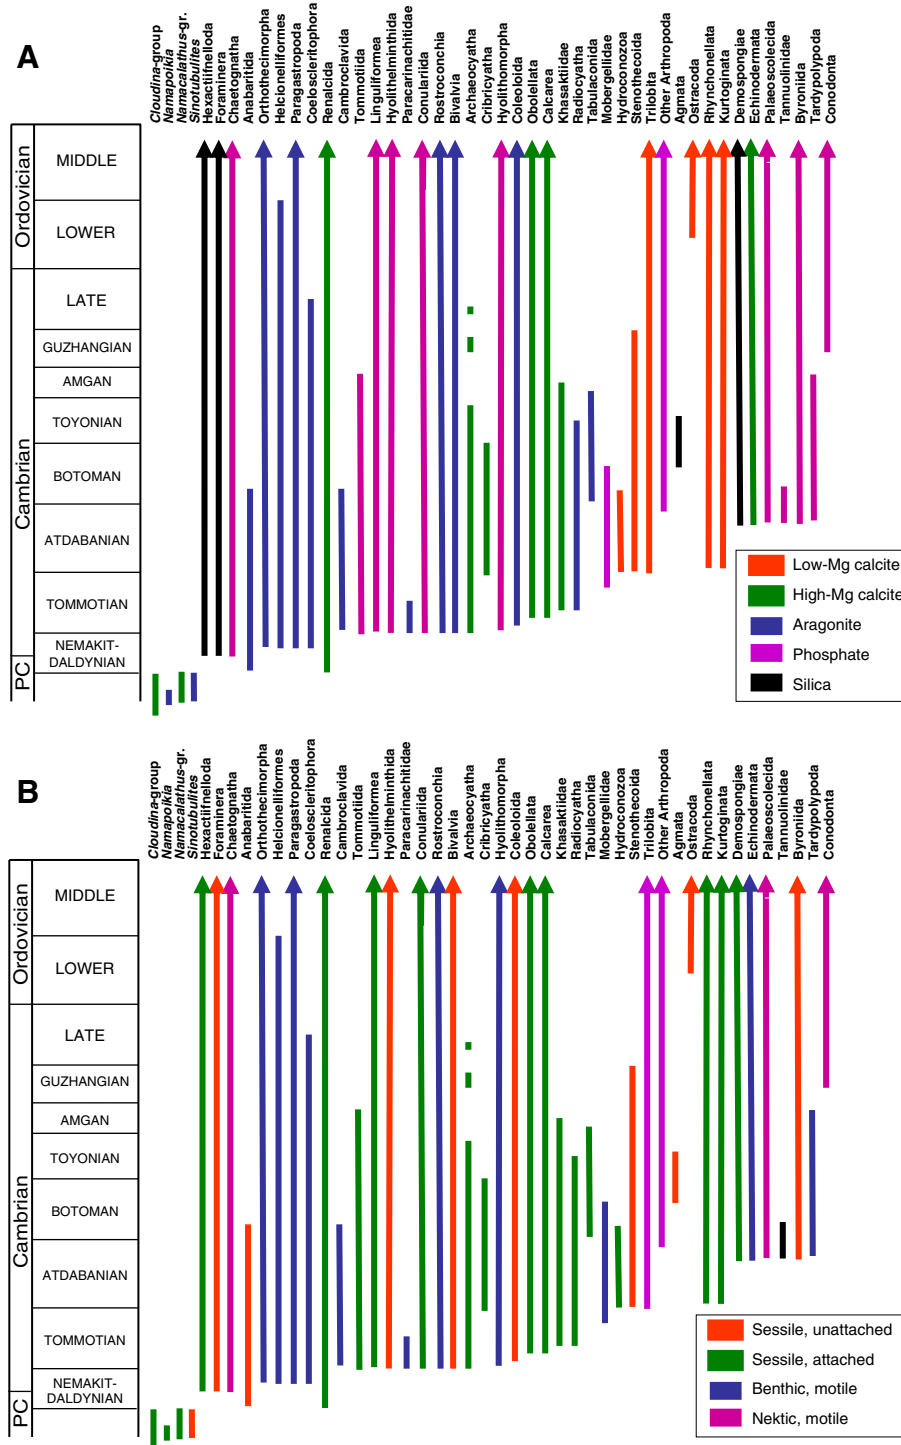 A
Cloudina-group
Namapoikia
Namacalathus-gr.
Sinotubulites
Hexactiifnelloda
Foraminera
Chaetognatha
Anabaritida
Orthothecimorpha
Helcionelliformes
Paragastropoda
Coeloscleritophora
Renalcida
Cambroclavida
Tommotiida
Linguliformea
Hyolithelminthida
Paracarinachitidae
Conulariida
Rostroconchia
Bivalvia
Archaeocyatha
Cribricyatha
Hyolithomorpha
Coleoloida
Obolellata
Calcarea
Khasaktiidae
Radiocyatha
Tabulaconida
Mobergellidae
Hydroconozoa
Stenothecoida
Trilobita
Other Arthropoda
Agmata
Ostracoda
Rhynchonellata
Kurtoginata
Demospongiae
Echinodermata
Palaeoscolecida
Tannuolinidae
Byroniida
Tardypolypoda
Conodonta
Ordovician
MIDDLE
LOWER
Cambrian
LATE
GUZHANGIAN
AMGAN
TOYONIAN
BOTOMAN
ATDABANIAN
TOMMOTIAN
NEMAKIT-
DALDYNIAN
PC
Low-Mg calcite
High-Mg calcite
Aragonite
Phosphate
Silica
B
Cloudina-group
Namapoikia
Namacalathus-gr.
Sinotubulites
Hexactiifnelloda
Foraminera
Chaetognatha
Anabaritida
Orthothecimorpha
Helcionelliformes
Paragastropoda
Coeloscleritophora
Renalcida
Cambroclavida
Tommotiida
Linguliformea
Hyolithelminthida
Paracarinachitidae
Conulariida
Rostroconchia
Bivalvia
Archaeocyatha
Cribricyatha
Hyolithomorpha
Coleoloida
Obolellata
Calcarea
Khasaktiidae
Radiocyatha
Tabulaconida
Mobergellidae
Hydroconozoa
Stenothecoida
Trilobita
Other Arthropoda
Agmata
Ostracoda
Rhynchonellata
Kurtoginata
Demospongiae
Echinodermata
Palaeoscolecida
Tannuolinidae
Byroniida
Tardypolypoda
Conodonta
Ordovician
MIDDLE
LOWER
Cambrian
LATE
GUZHANGIAN
AMGAN
TOYONIAN
BOTOMAN
ATDABANIAN
TOMMOTIAN
NEMAKIT-
DALDYNIAN
PC
Sessile, unattached
Sessile, attached
Benthic, motile
Nektic, motile